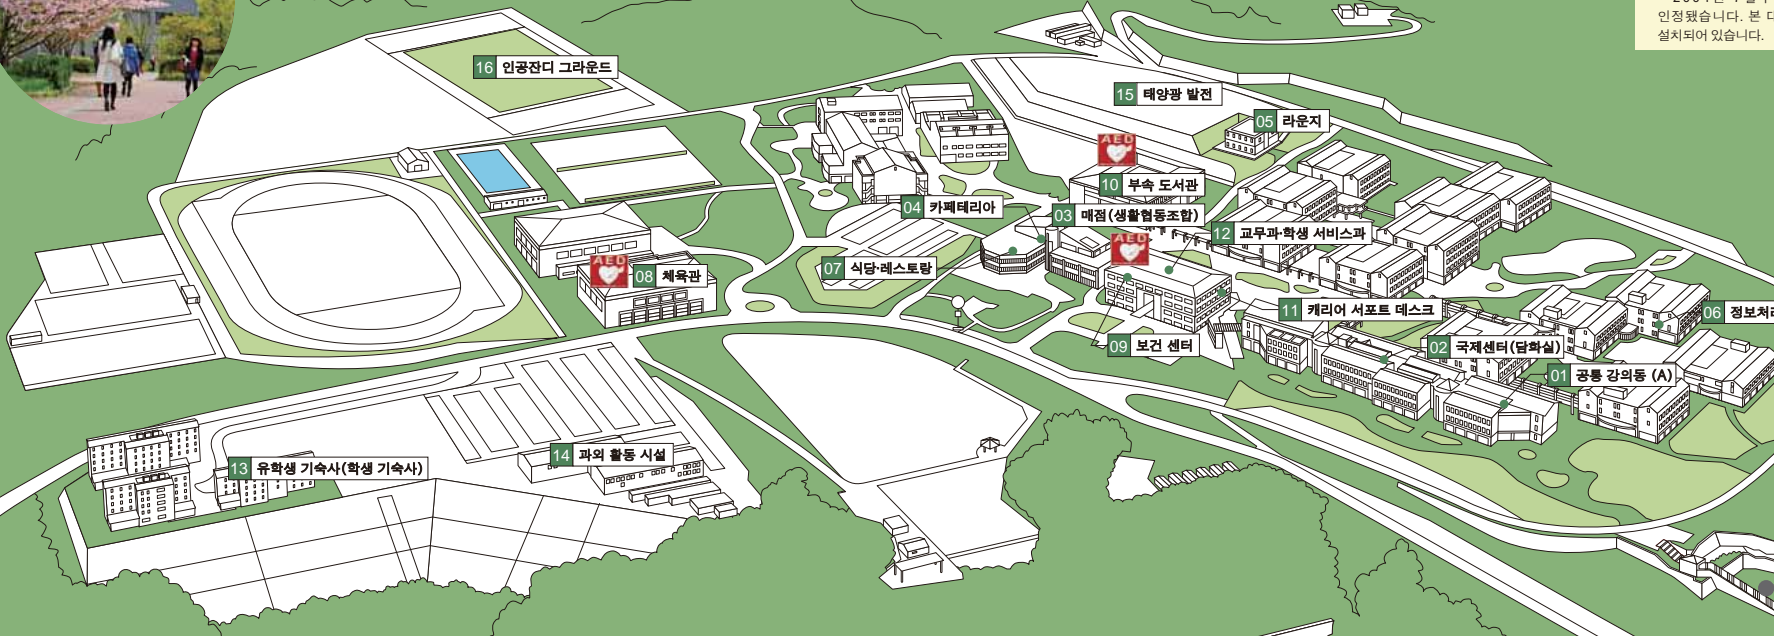 인정됐습니다. 본 대
설치되어 있습니다.
16 인공잔디 그라운드
15 태양광 발전
05 라운지
AED
10 부속 도서관
04 카페테리아
03 매점(생활협동조합)
12 교무과·학생 서비스과
AED
07 식당·레스토랑
AED
08 체육관
11 캐리어 서포트 데스크
06 정보처리
09 보건 센터
02 국제센터(담화실)
01 공통 강의동 (A)
14 과외 활동 시설
13 유학생 기숙사(학생 기숙사)